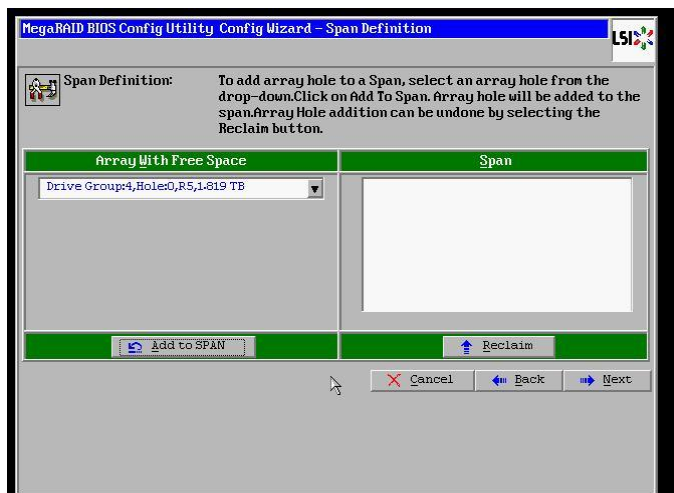 MegaRAID BIOS Config Utility Config Wizard – Span Definition
LSI
Span Definition:
To add array hole to a Span, select an array hole from the
drop-down.Click on Add To Span. Array hole will be added to the
span.Array Hole addition can be undone by selecting the
Reclaim button.
Array With Free Space
Span
Drive Group:4,Hole:0,R5,1.819 TB
Add to SPAN
Reclaim
Cancel
Back
Next